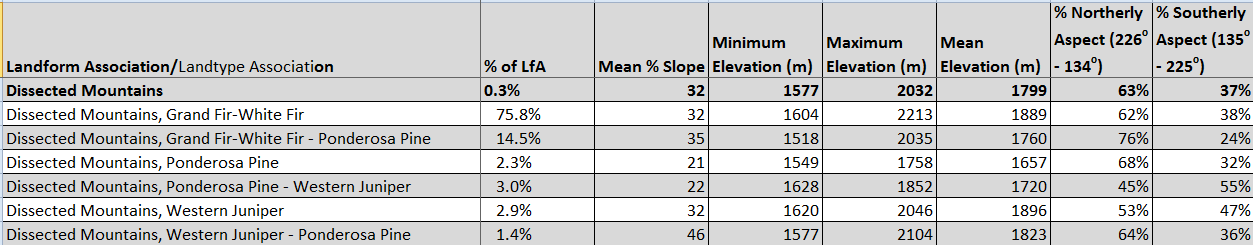 Landform Association/Landtype Association % of LfA Mean % Slope Minimum Elevation (m) Maximum Elevation (m) Mean Elevation (m) % Northerly Aspect (226° - 134°) % Southerly Aspect (135° - 225°)
Dissected Mountains 0.3% 32 1577 2032 1799 63% 37%
Dissected Mountains, Grand Fir-White Fir 75.8% 32 1604 2213 1889 62% 38%
Dissected Mountains, Grand Fir-White Fir - Ponderosa Pine 14.5% 35 1518 2035 1760 76% 24%
Dissected Mountains, Ponderosa Pine 2.3% 21 1549 1758 1657 68% 32%
Dissected Mountains, Ponderosa Pine - Western Juniper 3.0% 22 1628 1852 1720 45% 55%
Dissected Mountains, Western Juniper 2.9% 32 1620 2046 1896 53% 47%
Dissected Mountains, Western Juniper - Ponderosa Pine 1.4% 46 1577 2104 1823 64% 36%